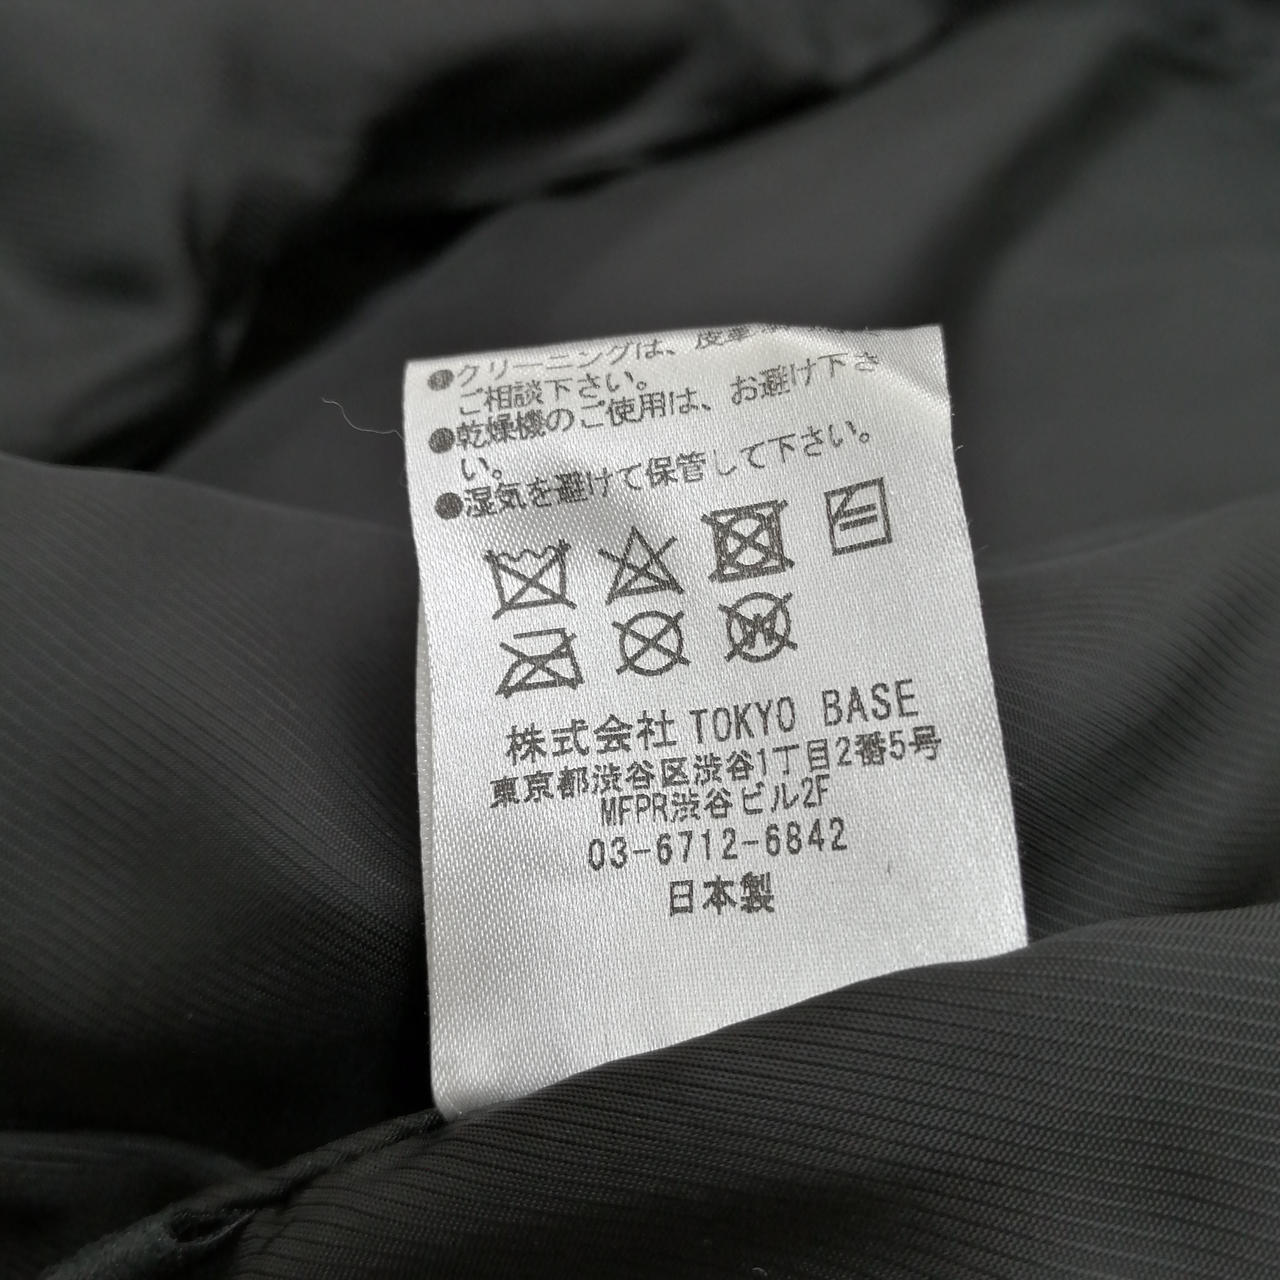 ●クリーニングは、皮革
ご相談下さい。
●乾燥機のご使用は、お避け下さ
い。
●湿気を避けて保管して下さい。
W
株式会社 TOKYO BASE
東京都渋谷区渋谷1丁目2番5号
MFPR渋谷ビル2F
03-6712-6842
日本製